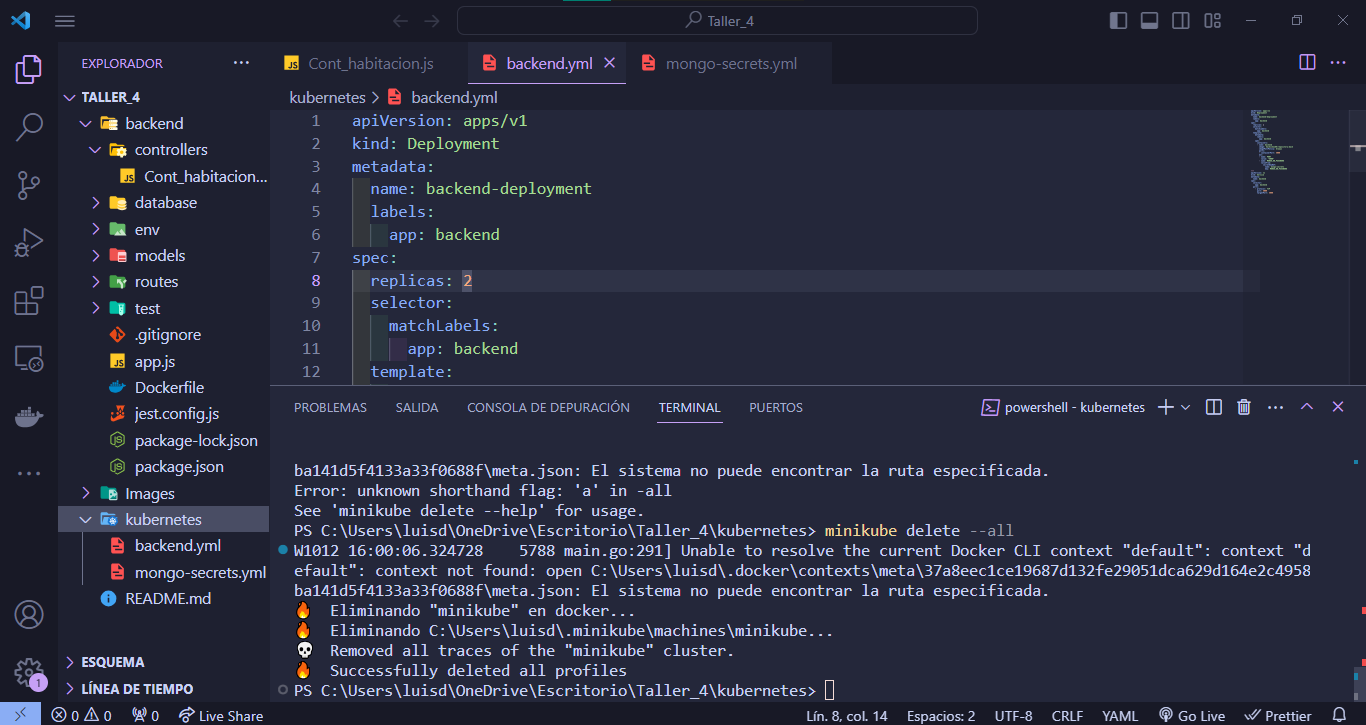 Taller_4
EXPLORADOR
TALLER_4
backend
controllers
Cont_habitacion...
database
env
models
routes
test
.gitignore
app.js
Dockerfile
jest.config.js
package-lock.json
package.json
Images
kubernetes
backend.yml
mongo-secrets.yml
README.md
ESQUEMA
LÍNEA DE TIEMPO
1
Cont_habitacion.js
backend.yml
mongo-secrets.yml
kubernetes > backend.yml
1 apiVersion: apps/v1
2 kind: Deployment
3 metadata:
4 name: backend-deployment
5 labels:
6 app: backend
7 spec:
8 replicas: 2
9 selector:
10 matchLabels:
11 app: backend
12 template:
PROBLEMAS SALIDA CONSOLA DE DEPURACIÓN TERMINAL PUERTOS
powershell - kubernetes
ba141d5f4133a33f0688f\meta.json: El sistema no puede encontrar la ruta especificada.
Error: unknown shorthand flag: 'a' in -all
See 'minikube delete --help' for usage.
PS C:\Users\luisd\OneDrive\Escritorio\Taller_4\kubernetes> minikube delete --all
W1012 16:00:06.324728    5788 main.go:291] Unable to resolve the current Docker CLI context "default": context "d
efault": context not found: open C:\Users\luisd\.docker\contexts\meta\37a8eec1ce19687d132fe29051dca629d164e2c4958
ba141d5f4133a33f0688f\meta.json: El sistema no puede encontrar la ruta especificada.
Eliminando "minikube" en docker...
Eliminando C:\Users\luisd\.minikube\machines\minikube...
Removed all traces of the "minikube" cluster.
Successfully deleted all profiles
PS C:\Users\luisd\OneDrive\Escritorio\Taller_4\kubernetes>
0 0 0 Live Share
Lín. 8, col. 14 Espacios: 2 UTF-8 CRLF YAML Go Live Prettier